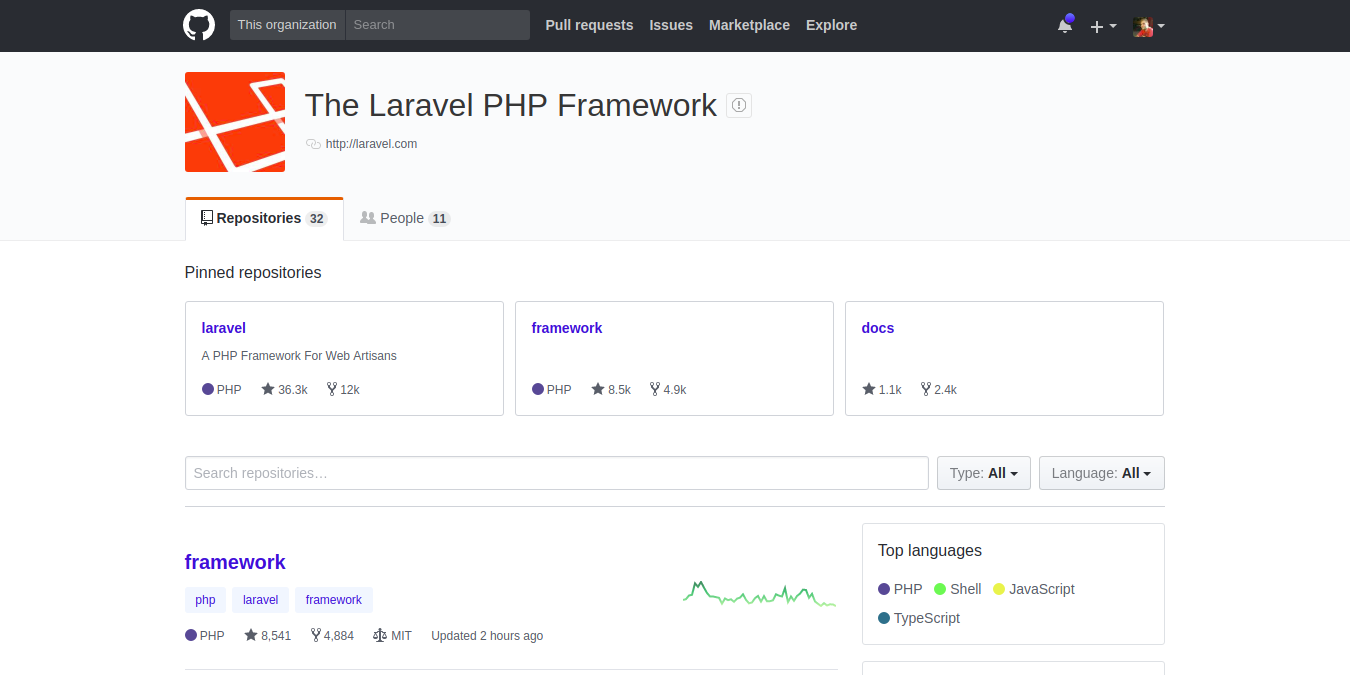 This organization Search Pull requests Issues Marketplace Explore
The Laravel PHP Framework
http://laravel.com
Repositories 32 People 11
Pinned repositories
laravel framework docs
A PHP Framework For Web Artisans
PHP 36.3k 12k PHP 8.5k 4.9k 1.1k 2.4k
Search repositories… Type: All Language: All
framework
php laravel framework
PHP 8,541 4,884 MIT Updated 2 hours ago
Top languages
PHP Shell JavaScript
TypeScript